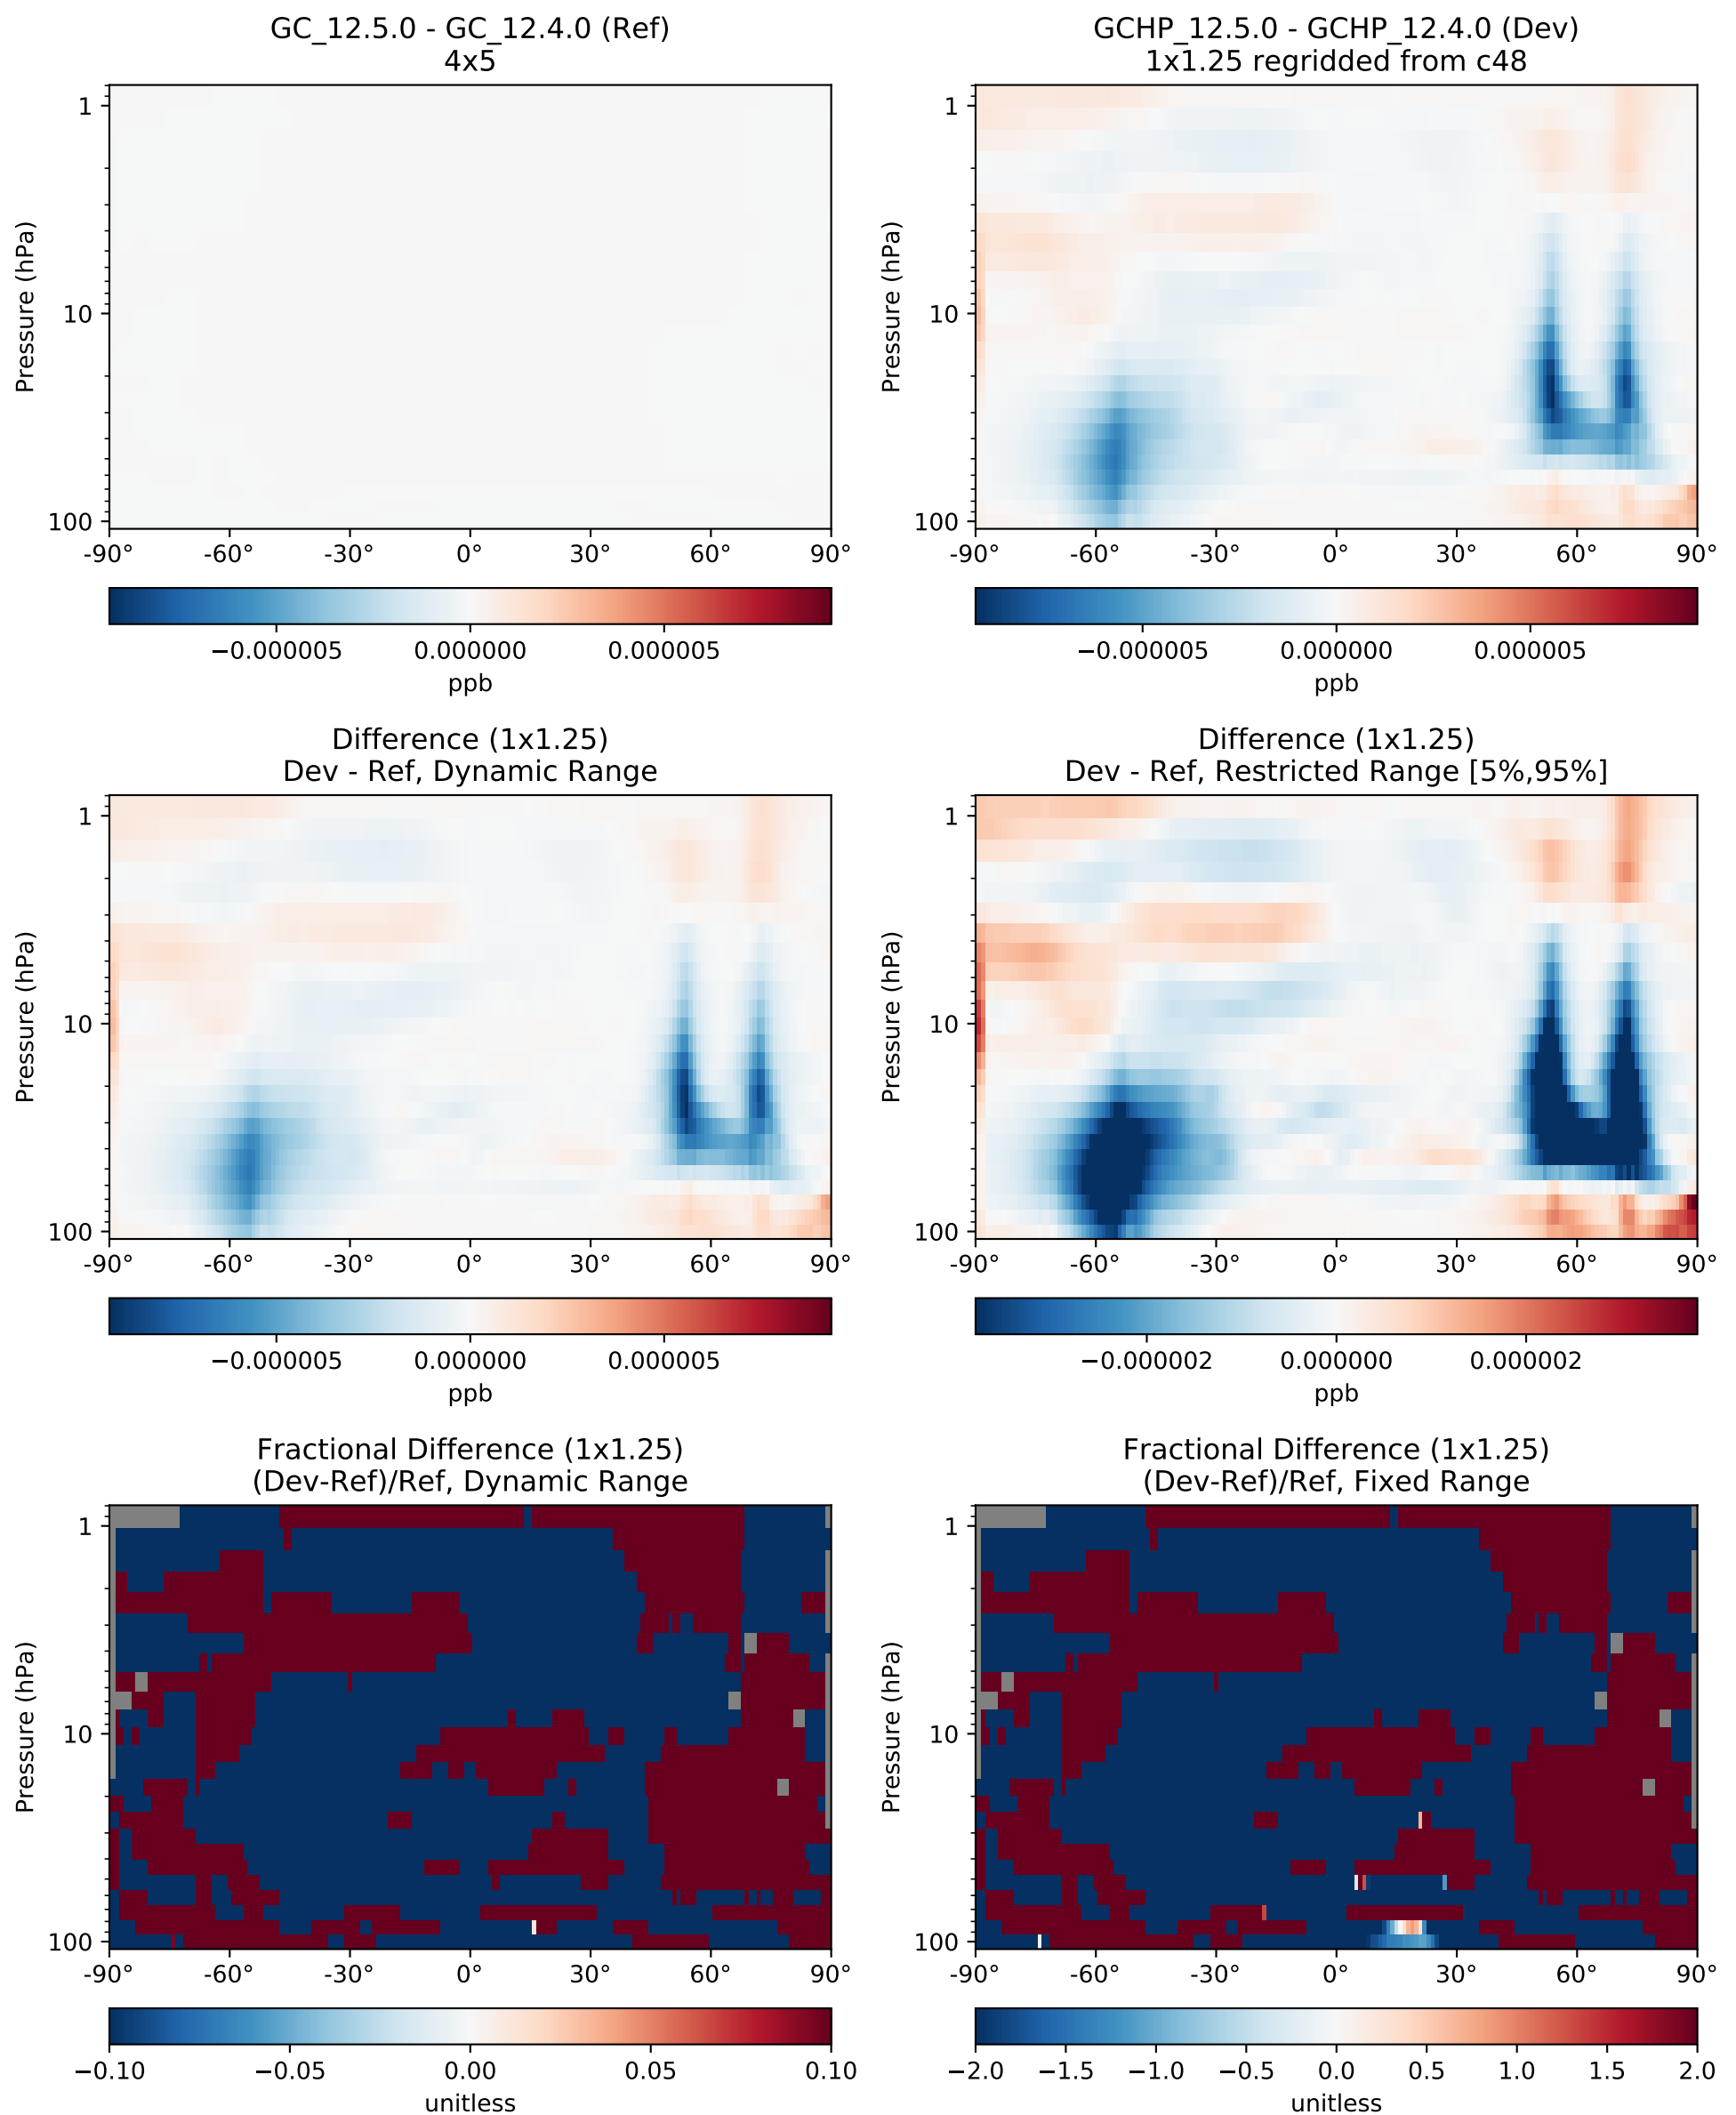 GC_12.5.0 - GC_12.4.0 (Ref)
4x5
Pressure (hPa)
1
10
100
-90° -60° -30° 0° 30° 60° 90°
−0.000005 0.000000 0.000005
ppb
GCHP_12.5.0 - GCHP_12.4.0 (Dev)
1x1.25 regridded from c48
Pressure (hPa)
1
10
100
-90° -60° -30° 0° 30° 60° 90°
−0.000005 0.000000 0.000005
ppb
Difference (1x1.25)
Dev - Ref, Dynamic Range
Pressure (hPa)
1
10
100
-90° -60° -30° 0° 30° 60° 90°
−0.000005 0.000000 0.000005
ppb
Difference (1x1.25)
Dev - Ref, Restricted Range [5%,95%]
Pressure (hPa)
1
10
100
-90° -60° -30° 0° 30° 60° 90°
−0.000002 0.000000 0.000002
ppb
Fractional Difference (1x1.25)
(Dev-Ref)/Ref, Dynamic Range
Pressure (hPa)
1
10
100
-90° -60° -30° 0° 30° 60° 90°
−0.10 −0.05 0.00 0.05 0.10
unitless
Fractional Difference (1x1.25)
(Dev-Ref)/Ref, Fixed Range
Pressure (hPa)
1
10
100
-90° -60° -30° 0° 30° 60° 90°
−2.0 −1.5 −1.0 −0.5 0.0 0.5 1.0 1.5 2.0
unitless